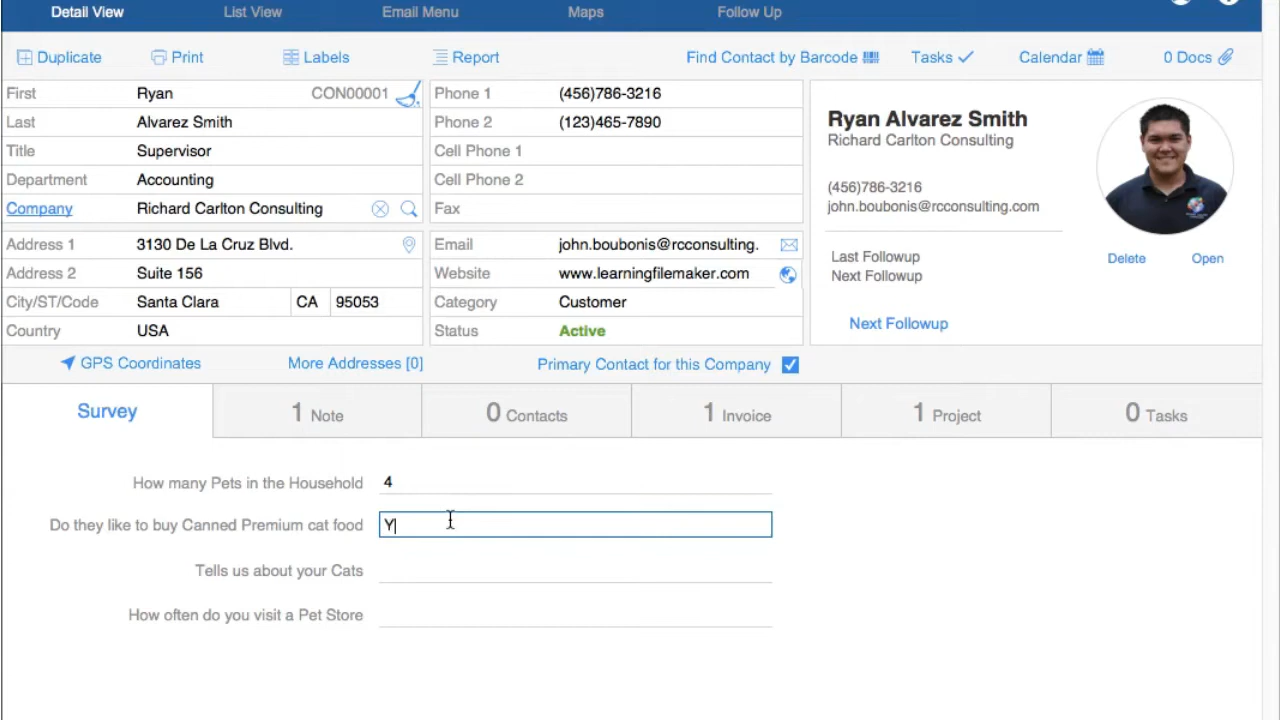 Detail View List View Email Menu Maps Follow Up
Duplicate Print Labels Report Find Contact by Barcode Tasks Calendar 0 Docs
First Ryan CON00001
Last Alvarez Smith
Title Supervisor
Department Accounting
Company Richard Carlton Consulting
Phone 1 (456)786-3216
Phone 2 (123)465-7890
Cell Phone 1
Cell Phone 2
Fax
Ryan Alvarez Smith
Richard Carlton Consulting
(456)786-3216
john.boubonis@rcconsulting.com
Last Followup
Next Followup
Delete Open
Next Followup
Address 1 3130 De La Cruz Blvd.
Address 2 Suite 156
City/ST/Code Santa Clara CA 95053
Country USA
Email john.boubonis@rcconsulting.
Website www.learningfilemaker.com
Category Customer
Status Active
GPS Coordinates More Addresses [0] Primary Contact for this Company
Survey 1 Note 0 Contacts 1 Invoice 1 Project 0 Tasks
How many Pets in the Household 4
Do they like to buy Canned Premium cat food Y
Tells us about your Cats
How often do you visit a Pet Store